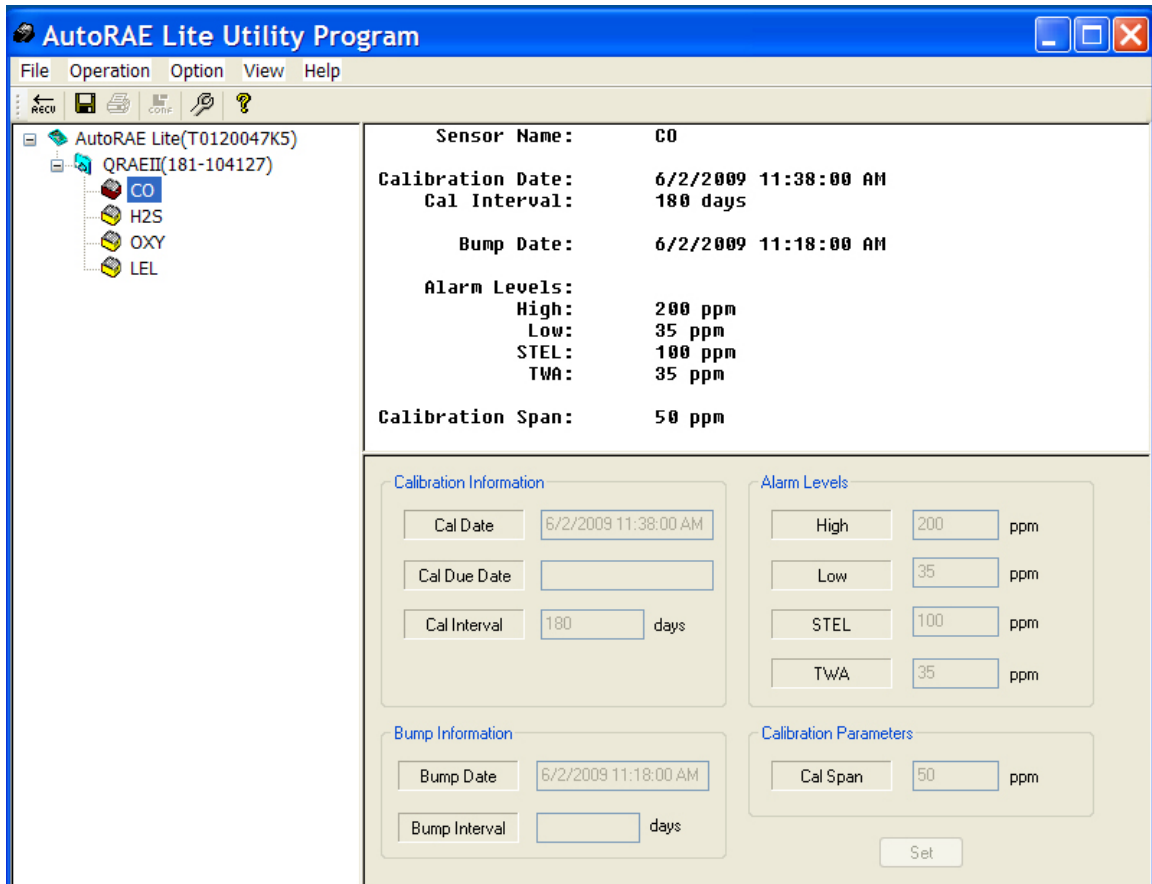 AutoRAE Lite Utility Program
File Operation Option View Help
RECV CONF
AutoRAE Lite(T0120047K5)
QRAEII(181-104127)
CO
H2S
OXY
LEL
Sensor Name: CO
Calibration Date: 6/2/2009 11:38:00 AM
Cal Interval: 180 days
Bump Date: 6/2/2009 11:18:00 AM
Alarm Levels:
High: 200 ppm
Low: 35 ppm
STEL: 100 ppm
TWA: 35 ppm
Calibration Span: 50 ppm
Calibration Information
Cal Date 6/2/2009 11:38:00 AM
Cal Due Date
Cal Interval 180 days
Alarm Levels
High 200 ppm
Low 35 ppm
STEL 100 ppm
TWA 35 ppm
Bump Information
Bump Date 6/2/2009 11:18:00 AM
Bump Interval days
Calibration Parameters
Cal Span 50 ppm
Set